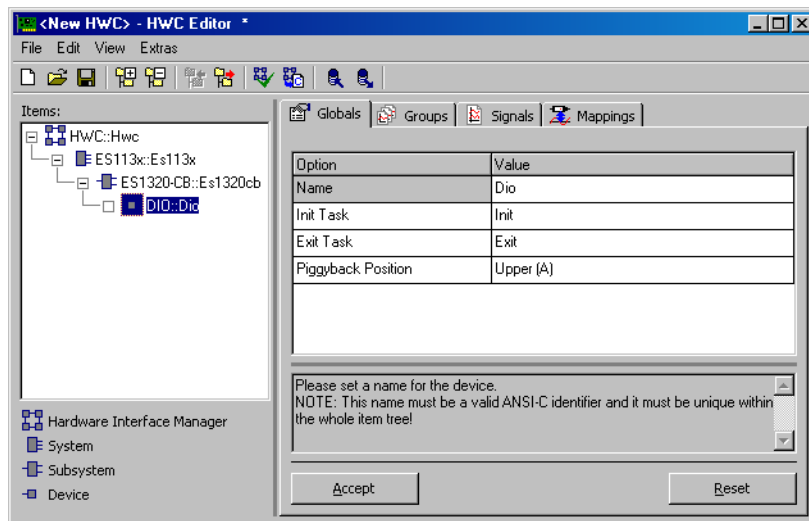 <New HWC> - HWC Editor *
File Edit View Extras
Items:
HWC::Hwc
ES113x::Es113x
ES1320-CB::Es1320cb
DIO::Dio
Hardware Interface Manager
System
Subsystem
Device
Globals Groups Signals Mappings
Option Value
Name Dio
Init Task Init
Exit Task Exit
Piggyback Position Upper (A)
Please set a name for the device.
NOTE: This name must be a valid ANSI-C identifier and it must be unique within
the whole item tree!
Accept Reset